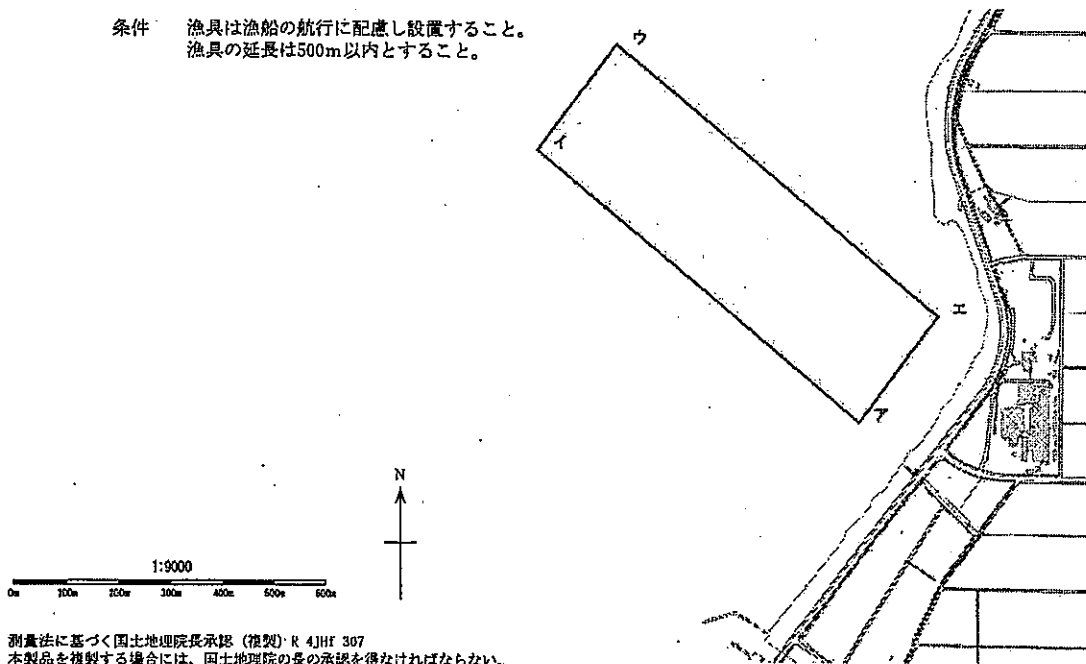 条件 漁具は漁船の航行に配慮し設置すること。
漁具の延長は500m以内とすること。
ウ
イ
エ
ア
N
1:9000
0m 100m 200m 300m 400m 500m 600m
測量法に基づく国土地理院長承認(複製) R 4JHf 307
本製品を複製する場合には、国土地理院の長の承認を得なければならない。